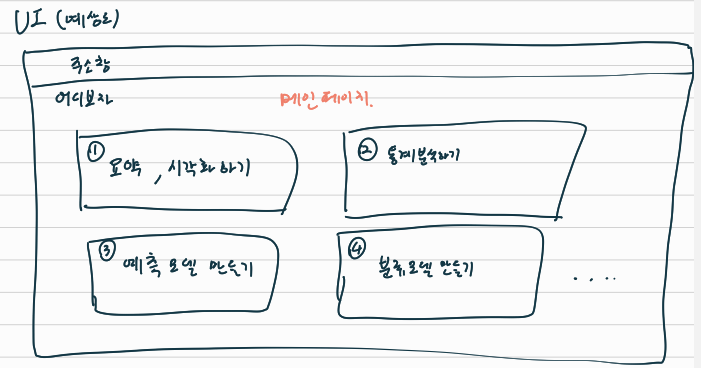 UI (예상도)
주소창
어디보자
메인페이지.
① 요약, 시각화하기
② 통계분석하기
③ 예측 모델 만들기
④ 분류모델 만들기
....